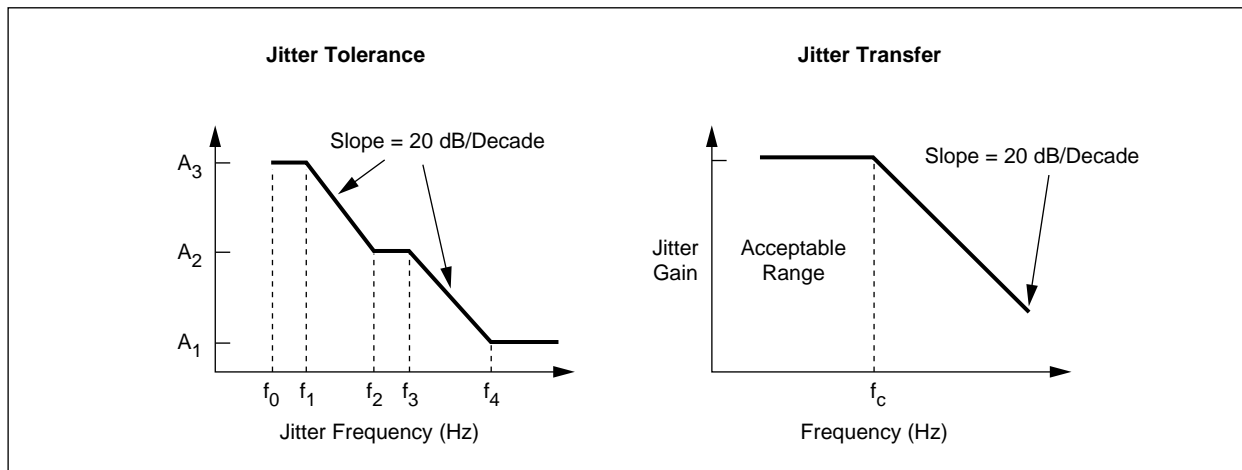 Jitter Tolerance
Slope = 20 dB/Decade
A3
A2
A1
f0 f1 f2 f3 f4
Jitter Frequency (Hz)
Jitter Transfer
Slope = 20 dB/Decade
Jitter
Gain
Acceptable
Range
fc
Frequency (Hz)